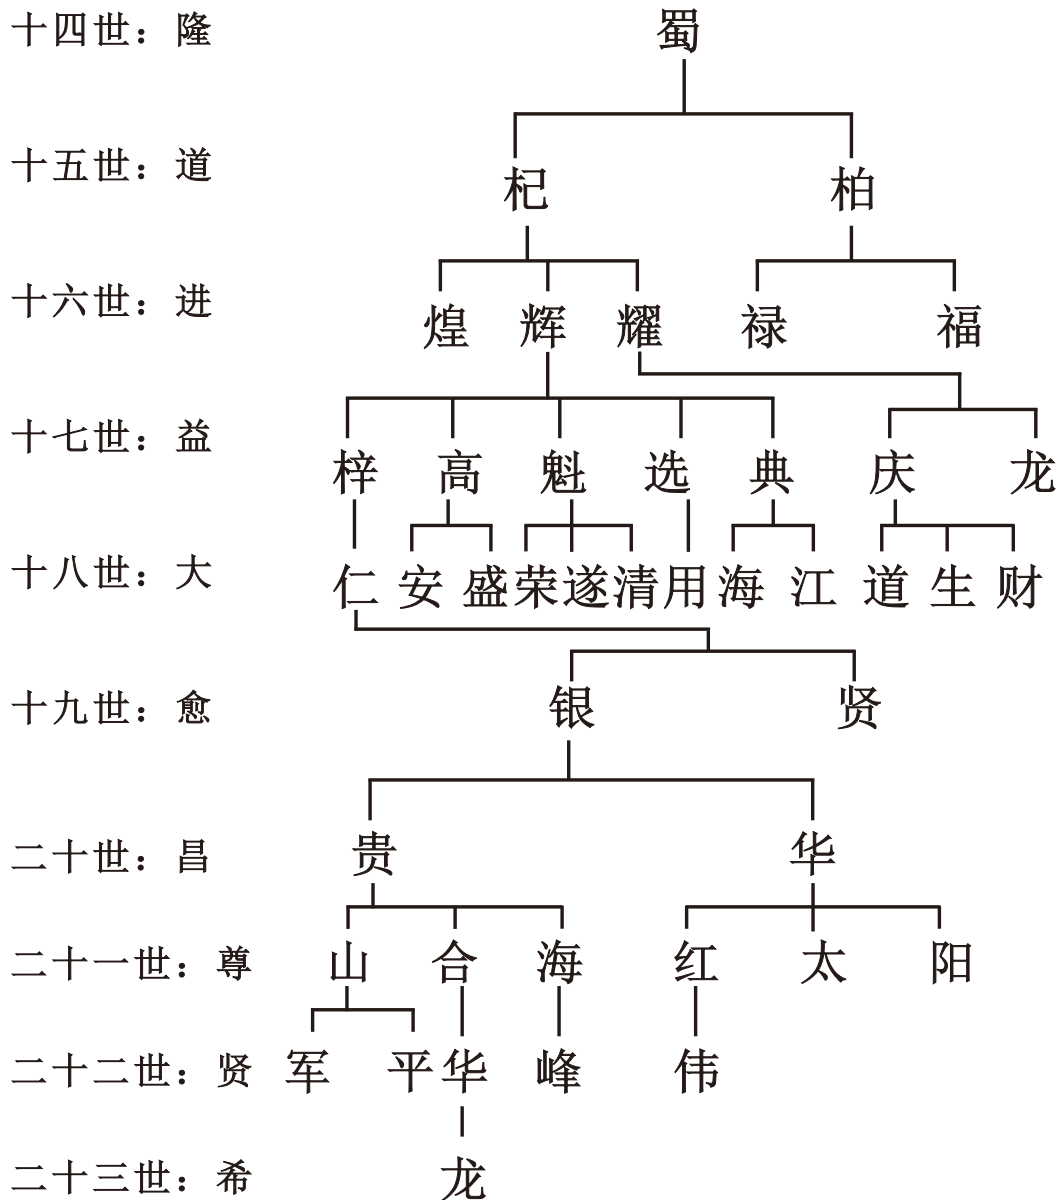 十四世：隆 蜀
十五世：道 杞 柏
十六世：进 煌 辉 耀 禄 福
十七世：益 梓 高 魁 选 典 庆 龙
十八世：大 仁 安 盛 荣 遂 清 用 海 江 道 生 财
十九世：愈 银 贤
二十世：昌 贵 华
二十一世：尊 山 合 海 红 太 阳
二十二世：贤 军 平 华 峰 伟
二十三世：希 龙